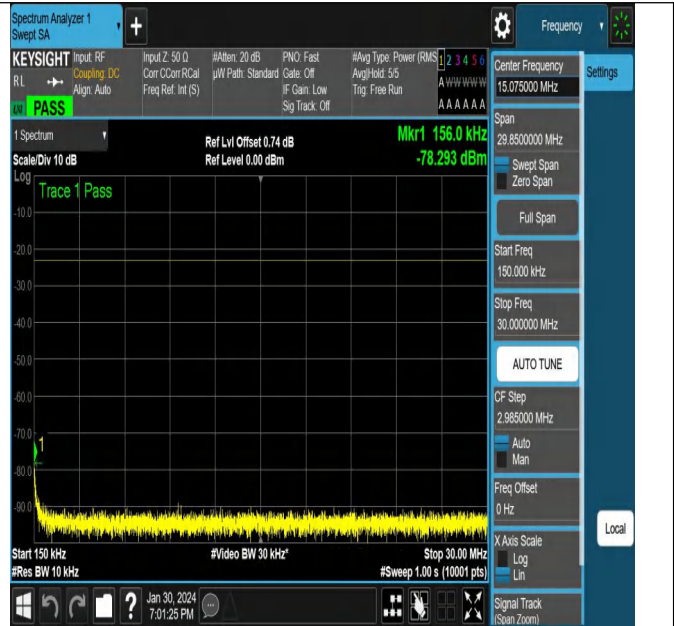 Spectrum Analyzer 1
Swept SA
Frequency
KEYSIGHT
RL
PASS
Input: RF
Coupling: DC
Align: Auto
Input Z: 50 Ω
Corr CCorr RCal
Freq Ref: Int (S)
#Atten: 20 dB
µW Path: Standard
PNO: Fast
Gate: Off
IF Gain: Low
Sig Track: Off
#Avg Type: Power (RMS
Avg|Hold: 5/5
Trig: Free Run
1 2 3 4 5 6
A W W W W W
A A A A A A
1 Spectrum
Scale/Div 10 dB
Log
Ref Lvl Offset 0.74 dB
Ref Level 0.00 dBm
Mkr1 156.0 kHz
-78.293 dBm
Trace 1 Pass
-10.0
-20.0
-30.0
-40.0
-50.0
-60.0
-70.0
1
-80.0
-90.0
Start 150 kHz
#Res BW 10 kHz
#Video BW 30 kHz*
Stop 30.00 MHz
#Sweep 1.00 s (10001 pts)
Jan 30, 2024
7:01:25 PM
?
Center Frequency
15.075000 MHz
Settings
Span
29.8500000 MHz
Swept Span
Zero Span
Full Span
Start Freq
150.000 kHz
Stop Freq
30.000000 MHz
AUTO TUNE
CF Step
2.985000 MHz
Auto
Man
Freq Offset
0 Hz
Local
X Axis Scale
Log
Lin
Signal Track
(Span Zoom)